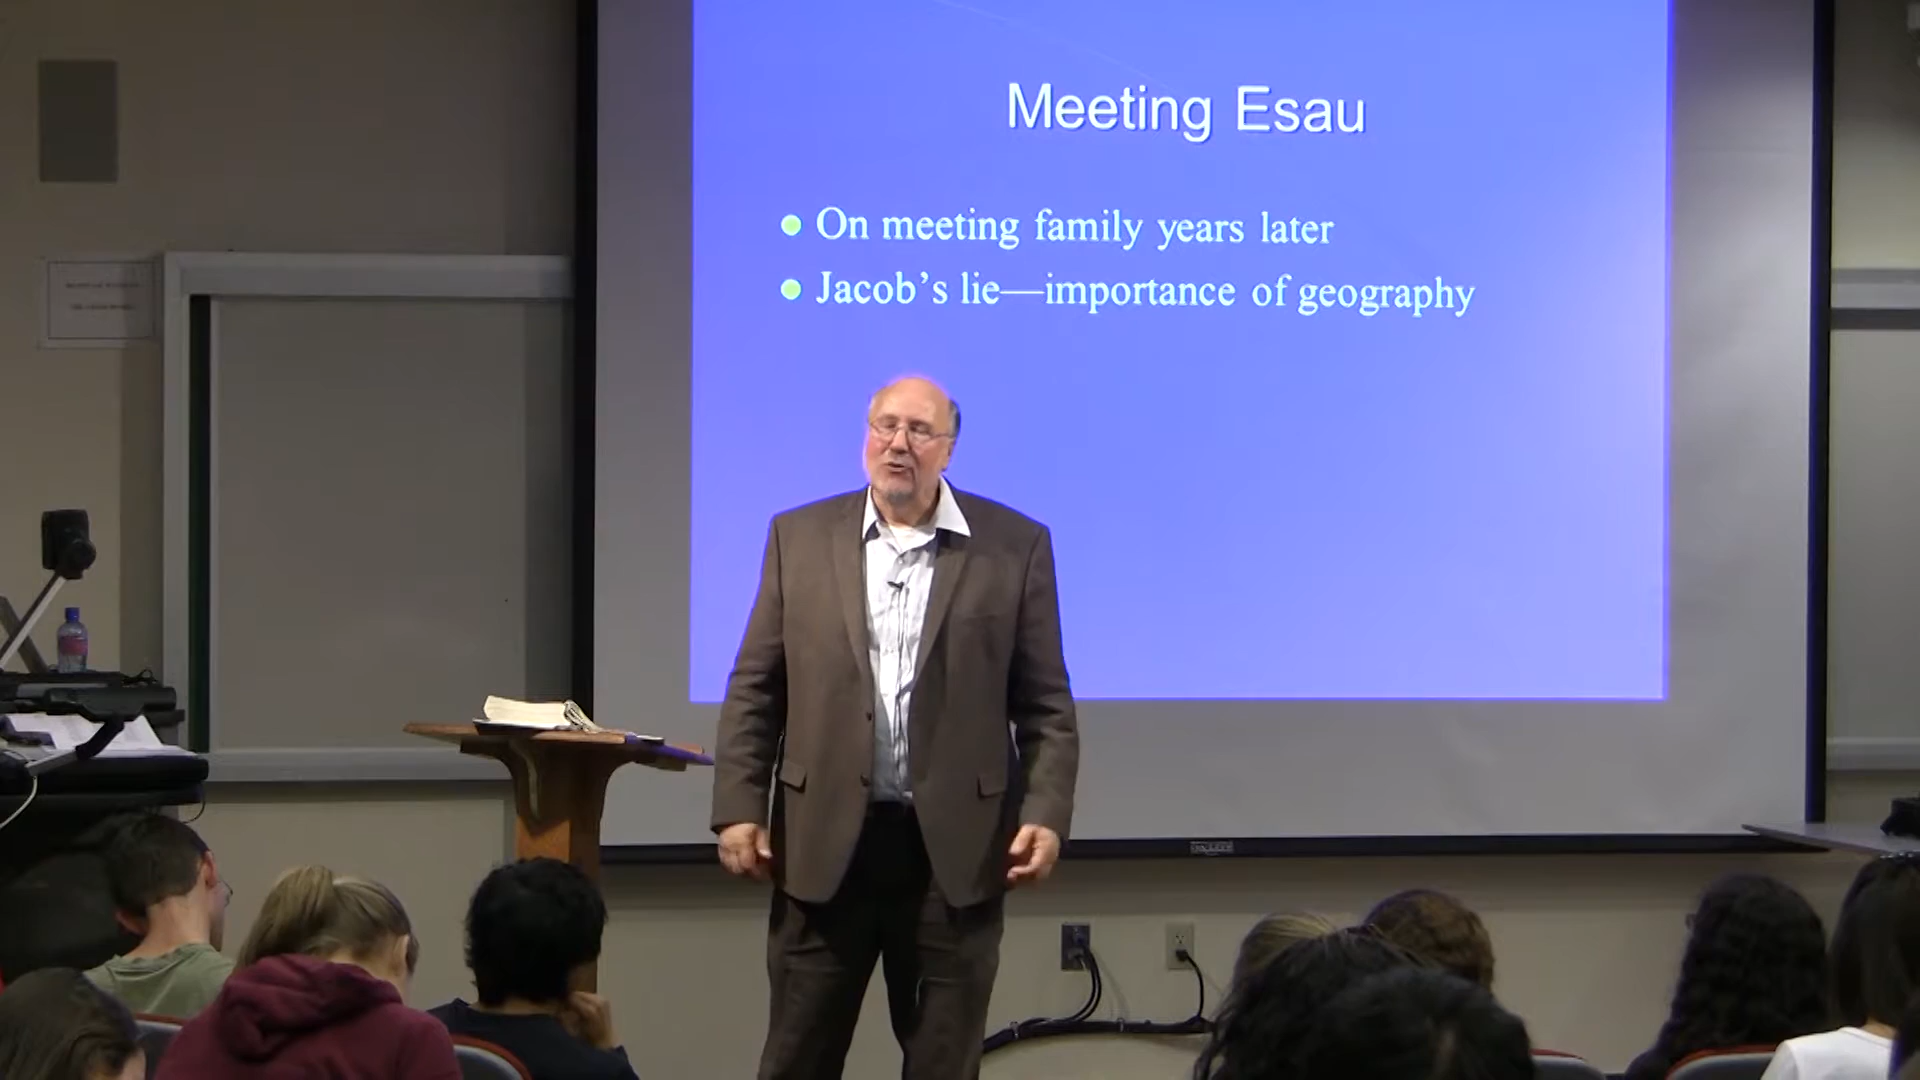 Meeting Esau
On meeting family years later
Jacob’s lie—importance of geography